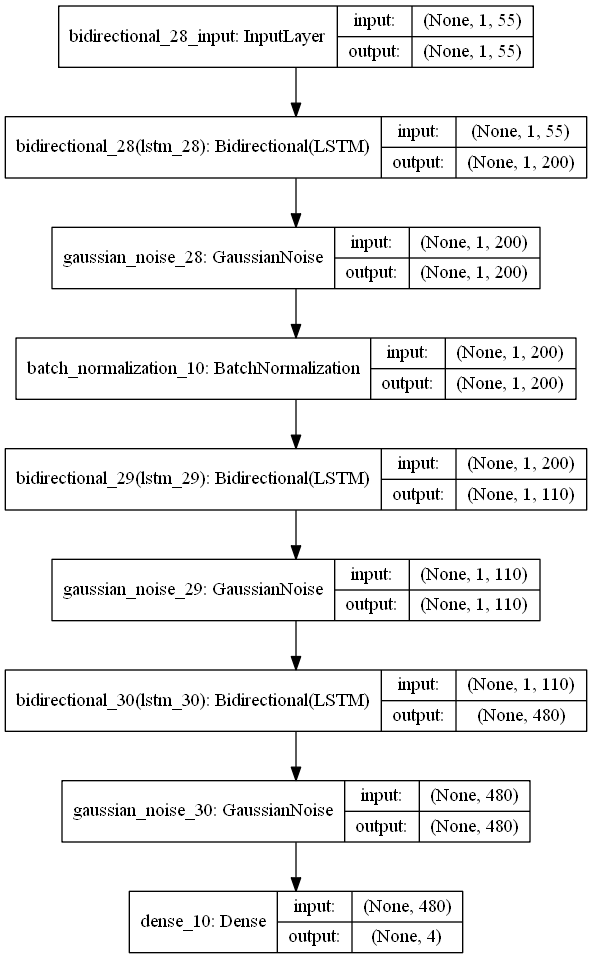 bidirectional_28_input: InputLayer
input: (None, 1, 55)
output: (None, 1, 55)
bidirectional_28(lstm_28): Bidirectional(LSTM)
input: (None, 1, 55)
output: (None, 1, 200)
gaussian_noise_28: GaussianNoise
input: (None, 1, 200)
output: (None, 1, 200)
batch_normalization_10: BatchNormalization
input: (None, 1, 200)
output: (None, 1, 200)
bidirectional_29(lstm_29): Bidirectional(LSTM)
input: (None, 1, 200)
output: (None, 1, 110)
gaussian_noise_29: GaussianNoise
input: (None, 1, 110)
output: (None, 1, 110)
bidirectional_30(lstm_30): Bidirectional(LSTM)
input: (None, 1, 110)
output: (None, 480)
gaussian_noise_30: GaussianNoise
input: (None, 480)
output: (None, 480)
dense_10: Dense
input: (None, 480)
output: (None, 4)